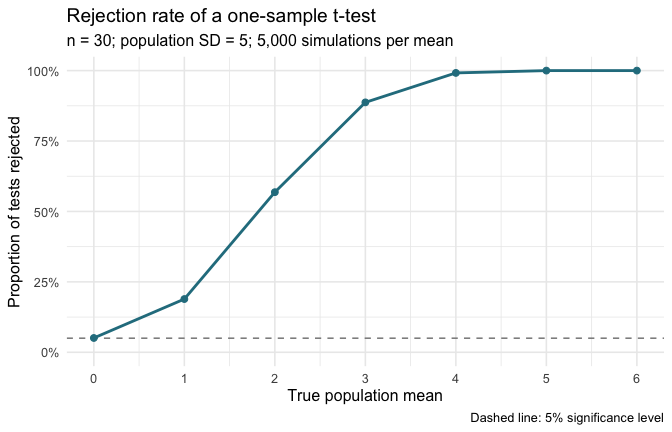 Rejection rate of a one-sample t-test
n = 30; population SD = 5; 5,000 simulations per mean
Proportion of tests rejected
100%
75%
50%
25%
0%
0 1 2 3 4 5 6
True population mean
Dashed line: 5% significance level